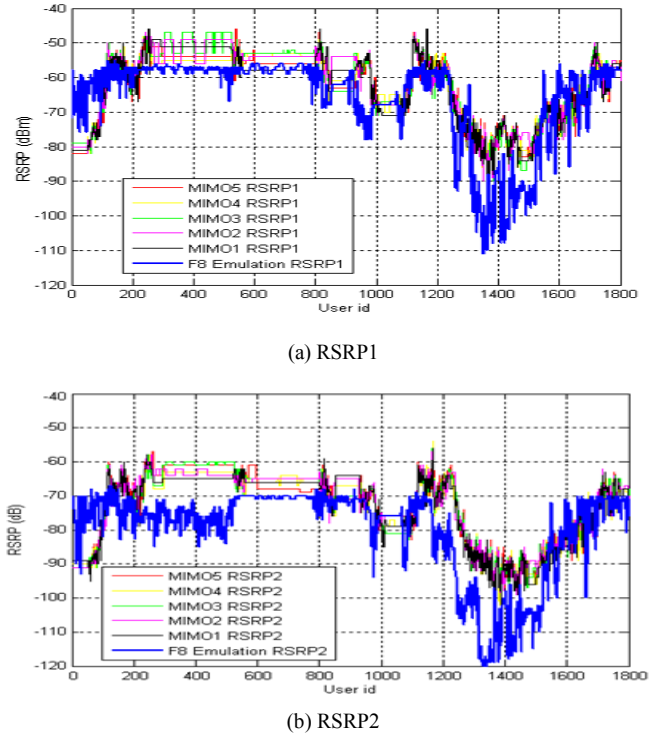 -40
-50
-60
-70
-80
-90
-100
-110
-120
RSRP (dBm)
MIMO5 RSRP1
MIMO4 RSRP1
MIMO3 RSRP1
MIMO2 RSRP1
MIMO1 RSRP1
F8 Emulation RSRP1
0 200 400 600 800 1000 1200 1400 1600 1800
User id
(a) RSRP1
-40
-50
-60
-70
-80
-90
-100
-110
-120
RSRP (dB)
MIMO5 RSRP2
MIMO4 RSRP2
MIMO3 RSRP2
MIMO2 RSRP2
MIMO1 RSRP2
F8 Emulation RSRP2
0 200 400 600 800 1000 1200 1400 1600 1800
User id
(b) RSRP2